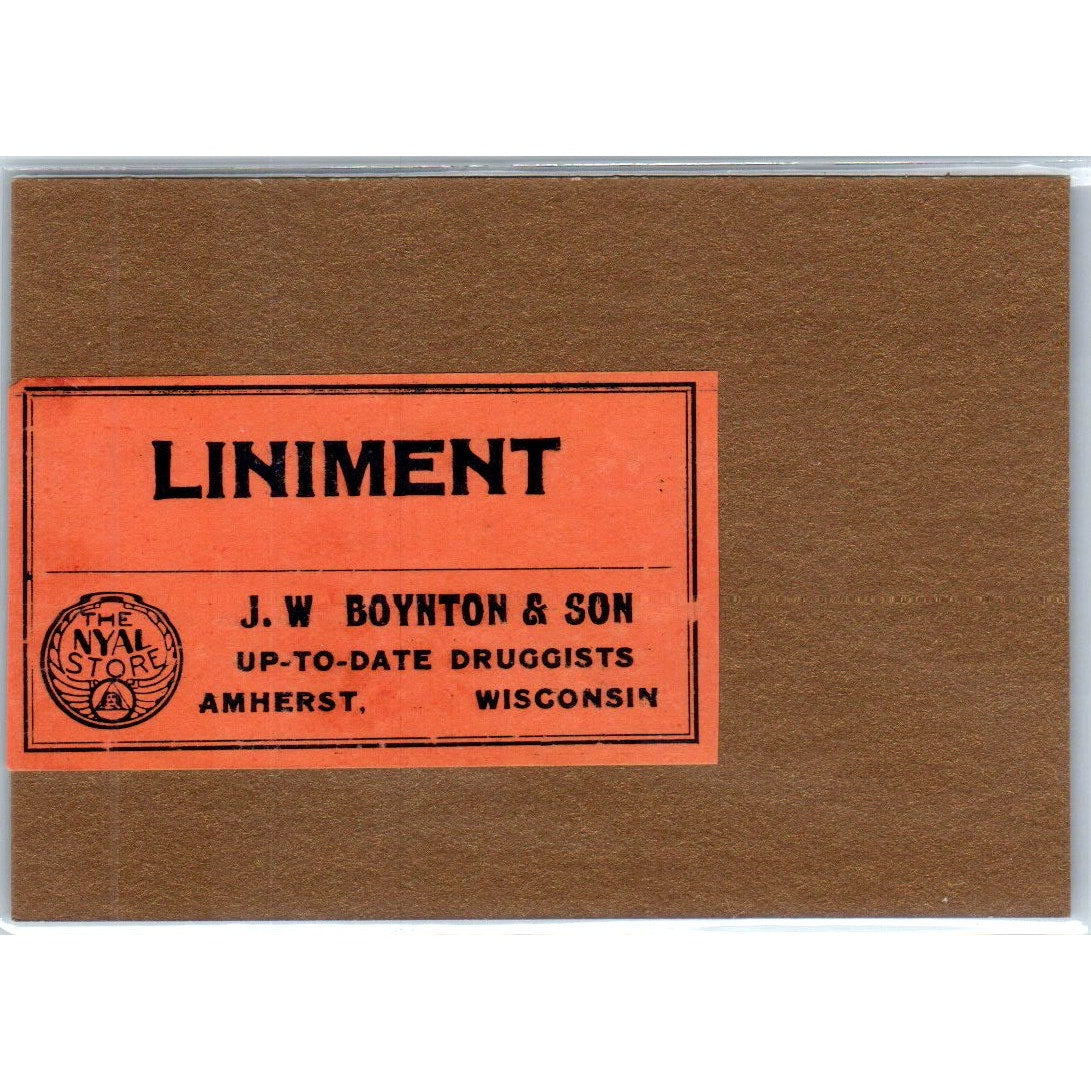 LINIMENT
THE
NYAL
STORE
J. W BOYNTON & SON
UP-TO-DATE DRUGGISTS
AMHERST, WISCONSIN